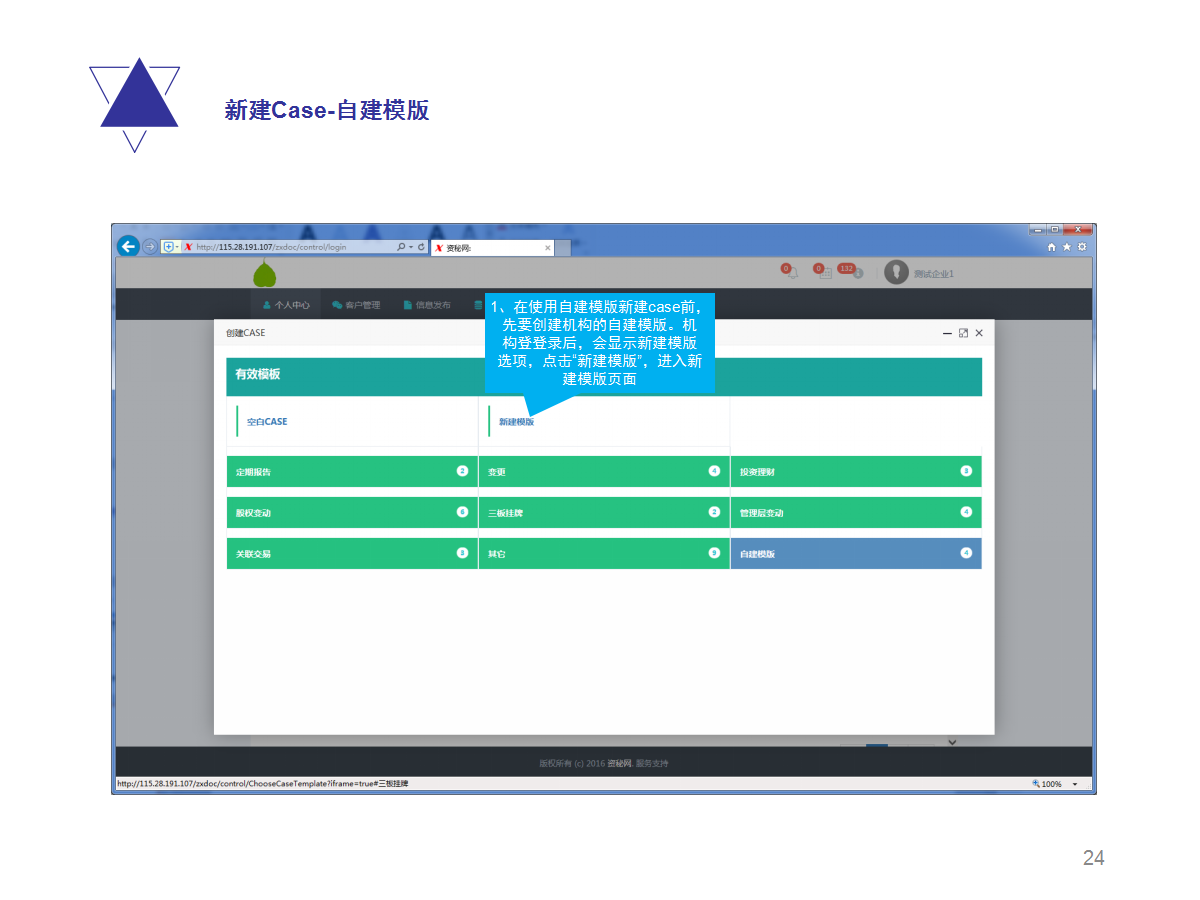 新建Case-自建模版
http://115.28.191.107/zxdoc/control/login
资秘网:
0
0
132
测试企业1
个人中心
客户管理
信息发布
1、在使用自建模版新建case前，
先要创建机构的自建模版。机
构登登录后，会显示新建模版
选项，点击“新建模版”，进入新
建模版页面
创建CASE
有效模板
空白CASE
新建模版
定期报告 2
变更 4
投资理财 3
股权变动 6
三板挂牌 2
管理层变动 4
关联交易
其它 9
自建模版 4
版权所有 (c) 2016 资秘网. 服务支持
http://115.28.191.107/zxdoc/control/ChooseCaseTemplate?iframe=true#三板挂牌
100%
24